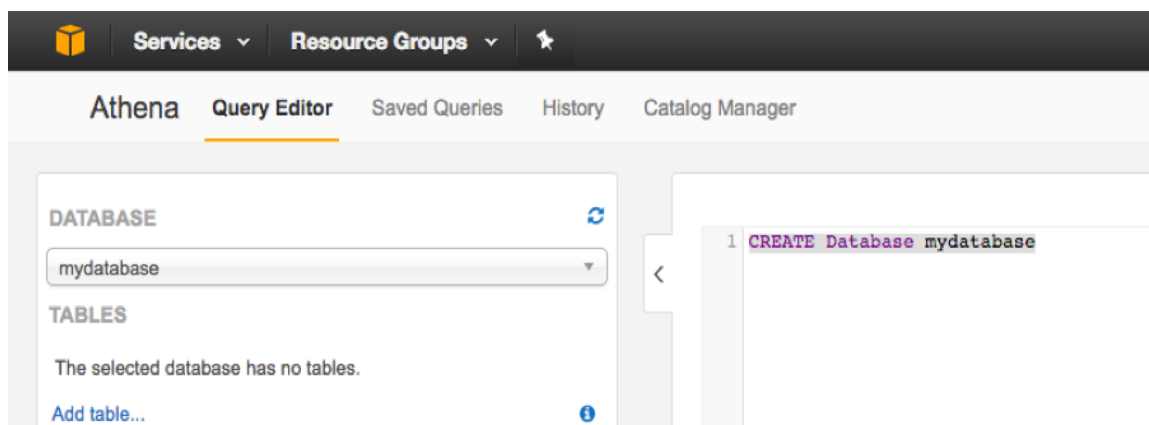 Services Resource Groups
Athena Query Editor Saved Queries History Catalog Manager
DATABASE
mydatabase
TABLES
The selected database has no tables.
Add table...
1 CREATE Database mydatabase